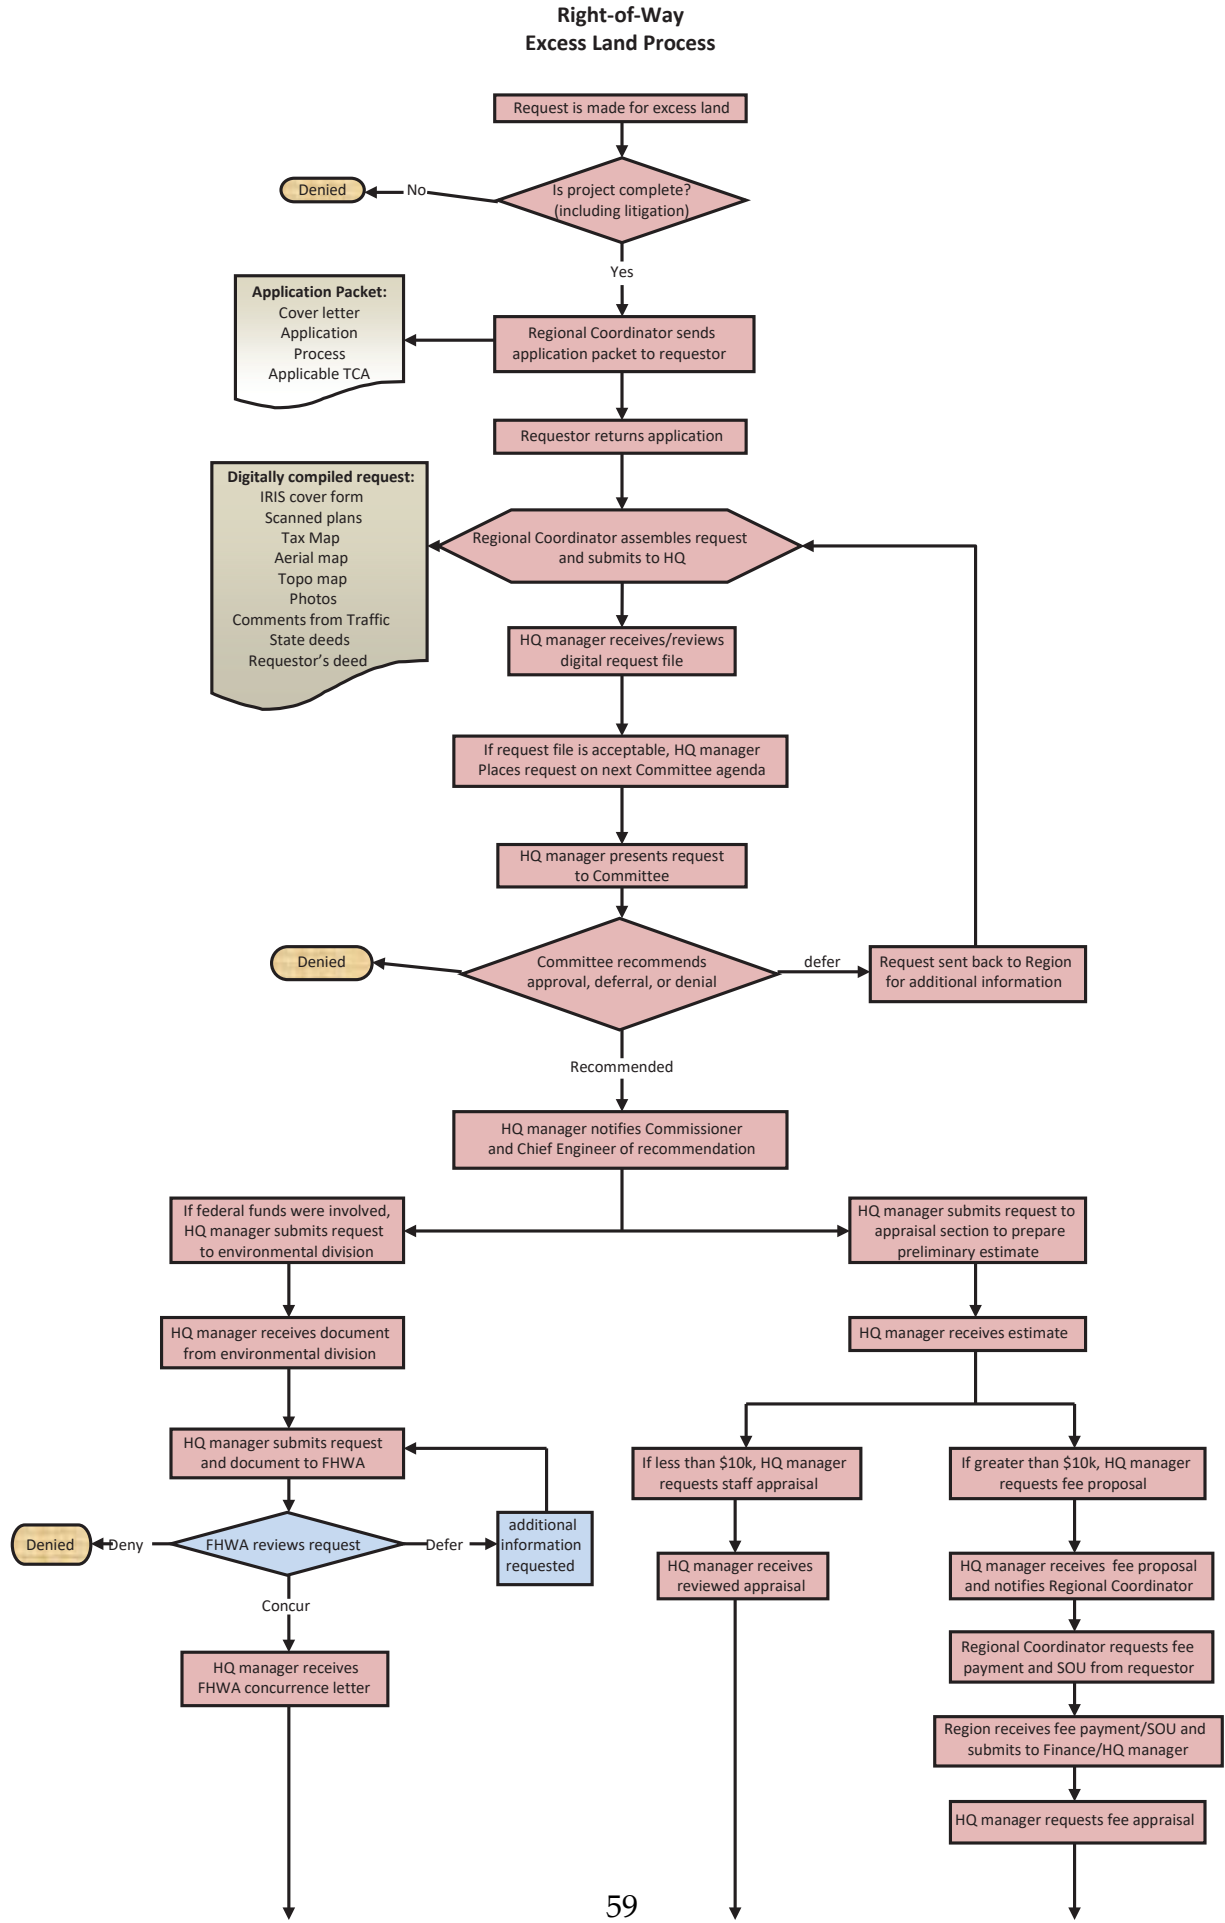 Right-of-Way
Excess Land Process
Request is made for excess land
Is project complete?
(including litigation)
No
Denied
Yes
Application Packet:
Cover letter
Application
Process
Applicable TCA
Regional Coordinator sends
application packet to requestor
Requestor returns application
Digitally compiled request:
IRIS cover form
Scanned plans
Tax Map
Aerial map
Topo map
Photos
Comments from Traffic
State deeds
Requestor's deed
Regional Coordinator assembles request
and submits to HQ
HQ manager receives/reviews
digital request file
If request file is acceptable, HQ manager
Places request on next Committee agenda
HQ manager presents request
to Committee
Denied
Committee recommends
approval, deferral, or denial
defer
Request sent back to Region
for additional information
Recommended
HQ manager notifies Commissioner
and Chief Engineer of recommendation
If federal funds were involved,
HQ manager submits request
to environmental division
HQ manager submits request to
appraisal section to prepare
preliminary estimate
HQ manager receives document
from environmental division
HQ manager receives estimate
HQ manager submits request
and document to FHWA
If less than $10k, HQ manager
requests staff appraisal
If greater than $10k, HQ manager
requests fee proposal
Denied
Deny
FHWA reviews request
Defer
additional
information
requested
HQ manager receives
reviewed appraisal
HQ manager receives fee proposal
and notifies Regional Coordinator
Concur
HQ manager receives
FHWA concurrence letter
Regional Coordinator requests fee
payment and SOU from requestor
Region receives fee payment/SOU and
submits to Finance/HQ manager
HQ manager requests fee appraisal
59